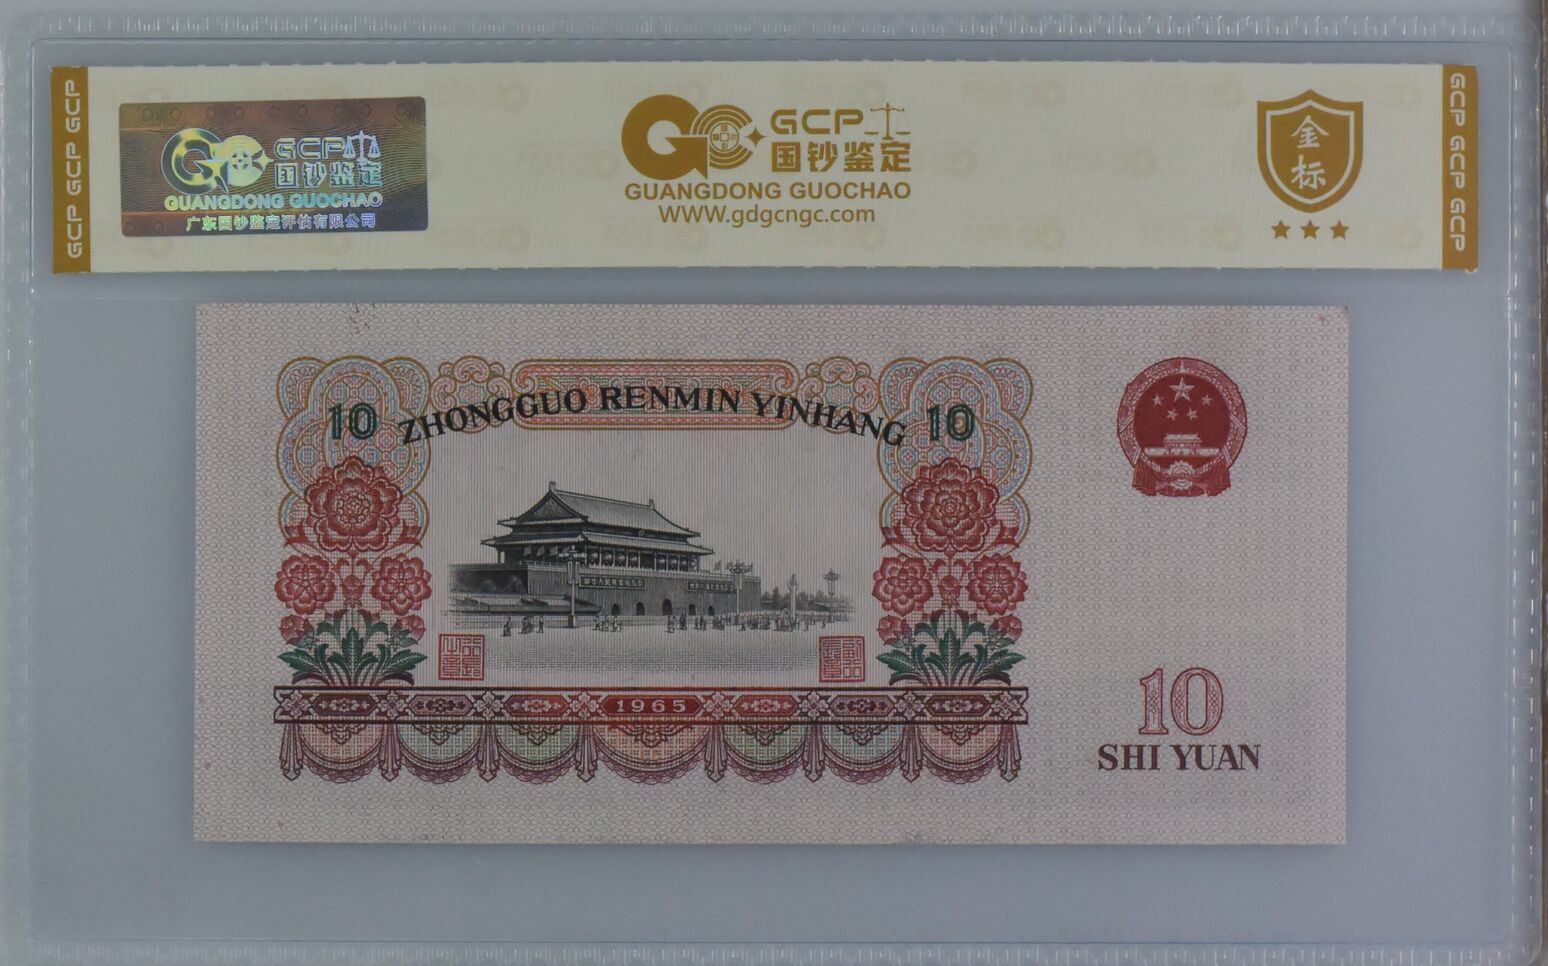 GCP GCP GCP
GCP
国钞鉴定
GUANGDONG GUOCHAO
广东国钞鉴定评估有限公司
GCP
国钞鉴定
GUANGDONG GUOCHAO
WWW.gdgcngc.com
金
标
GCP GCP GCP GCP
10 ZHONGGUO RENMIN YINHANG 10
1965
10
SHI YUAN